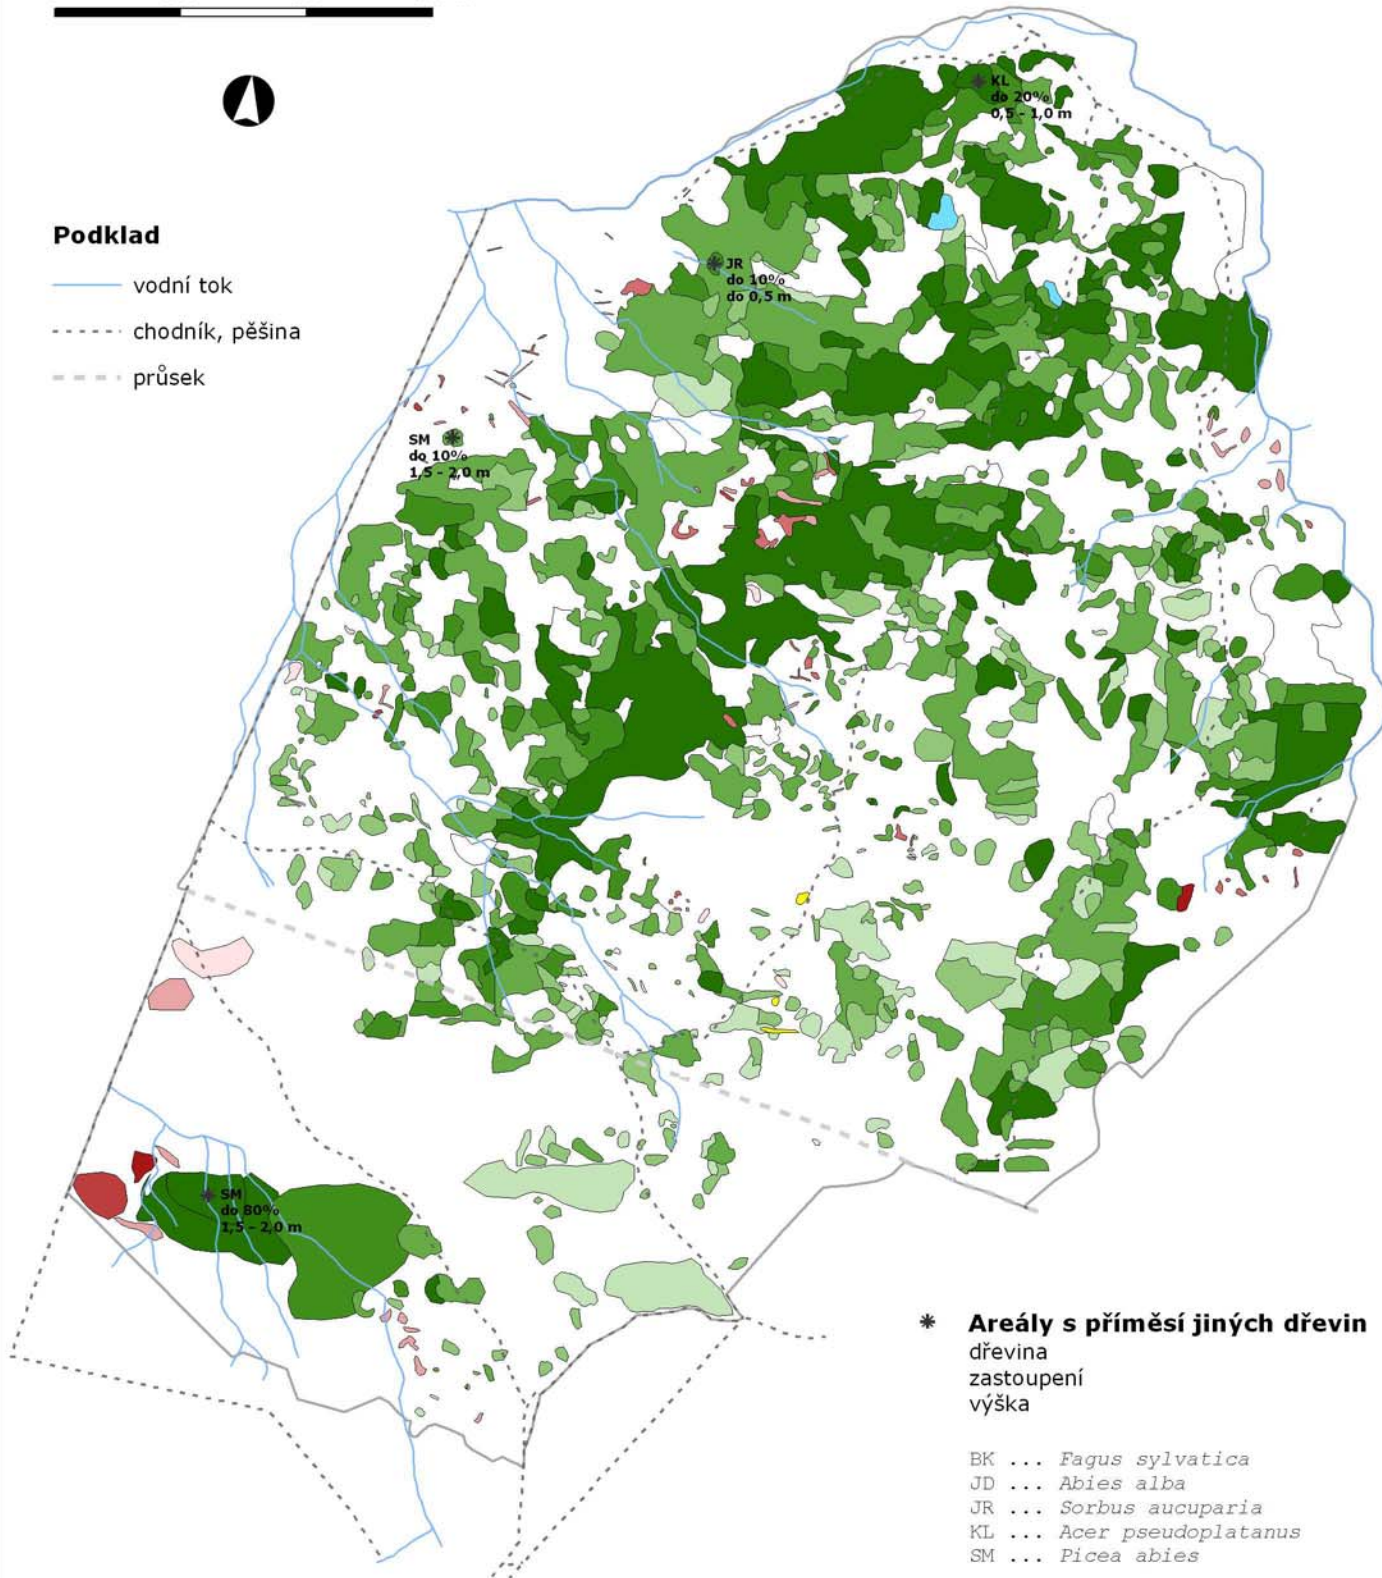 KL
do 20%
0,5 - 1,0 m
Podklad
vodní tok
chodník, pěšina
průsek
JR
do 10%
do 0,5 m
SM
do 10%
1,5 - 2,0 m
SM
do 80%
1,5 - 2,0 m
Areály s příměsí jiných dřevin
dřevina
zastoupení
výška
BK ... Fagus sylvatica
JD ... Abies alba
JR ... Sorbus aucuparia
KL ... Acer pseudoplatanus
SM ... Picea abies